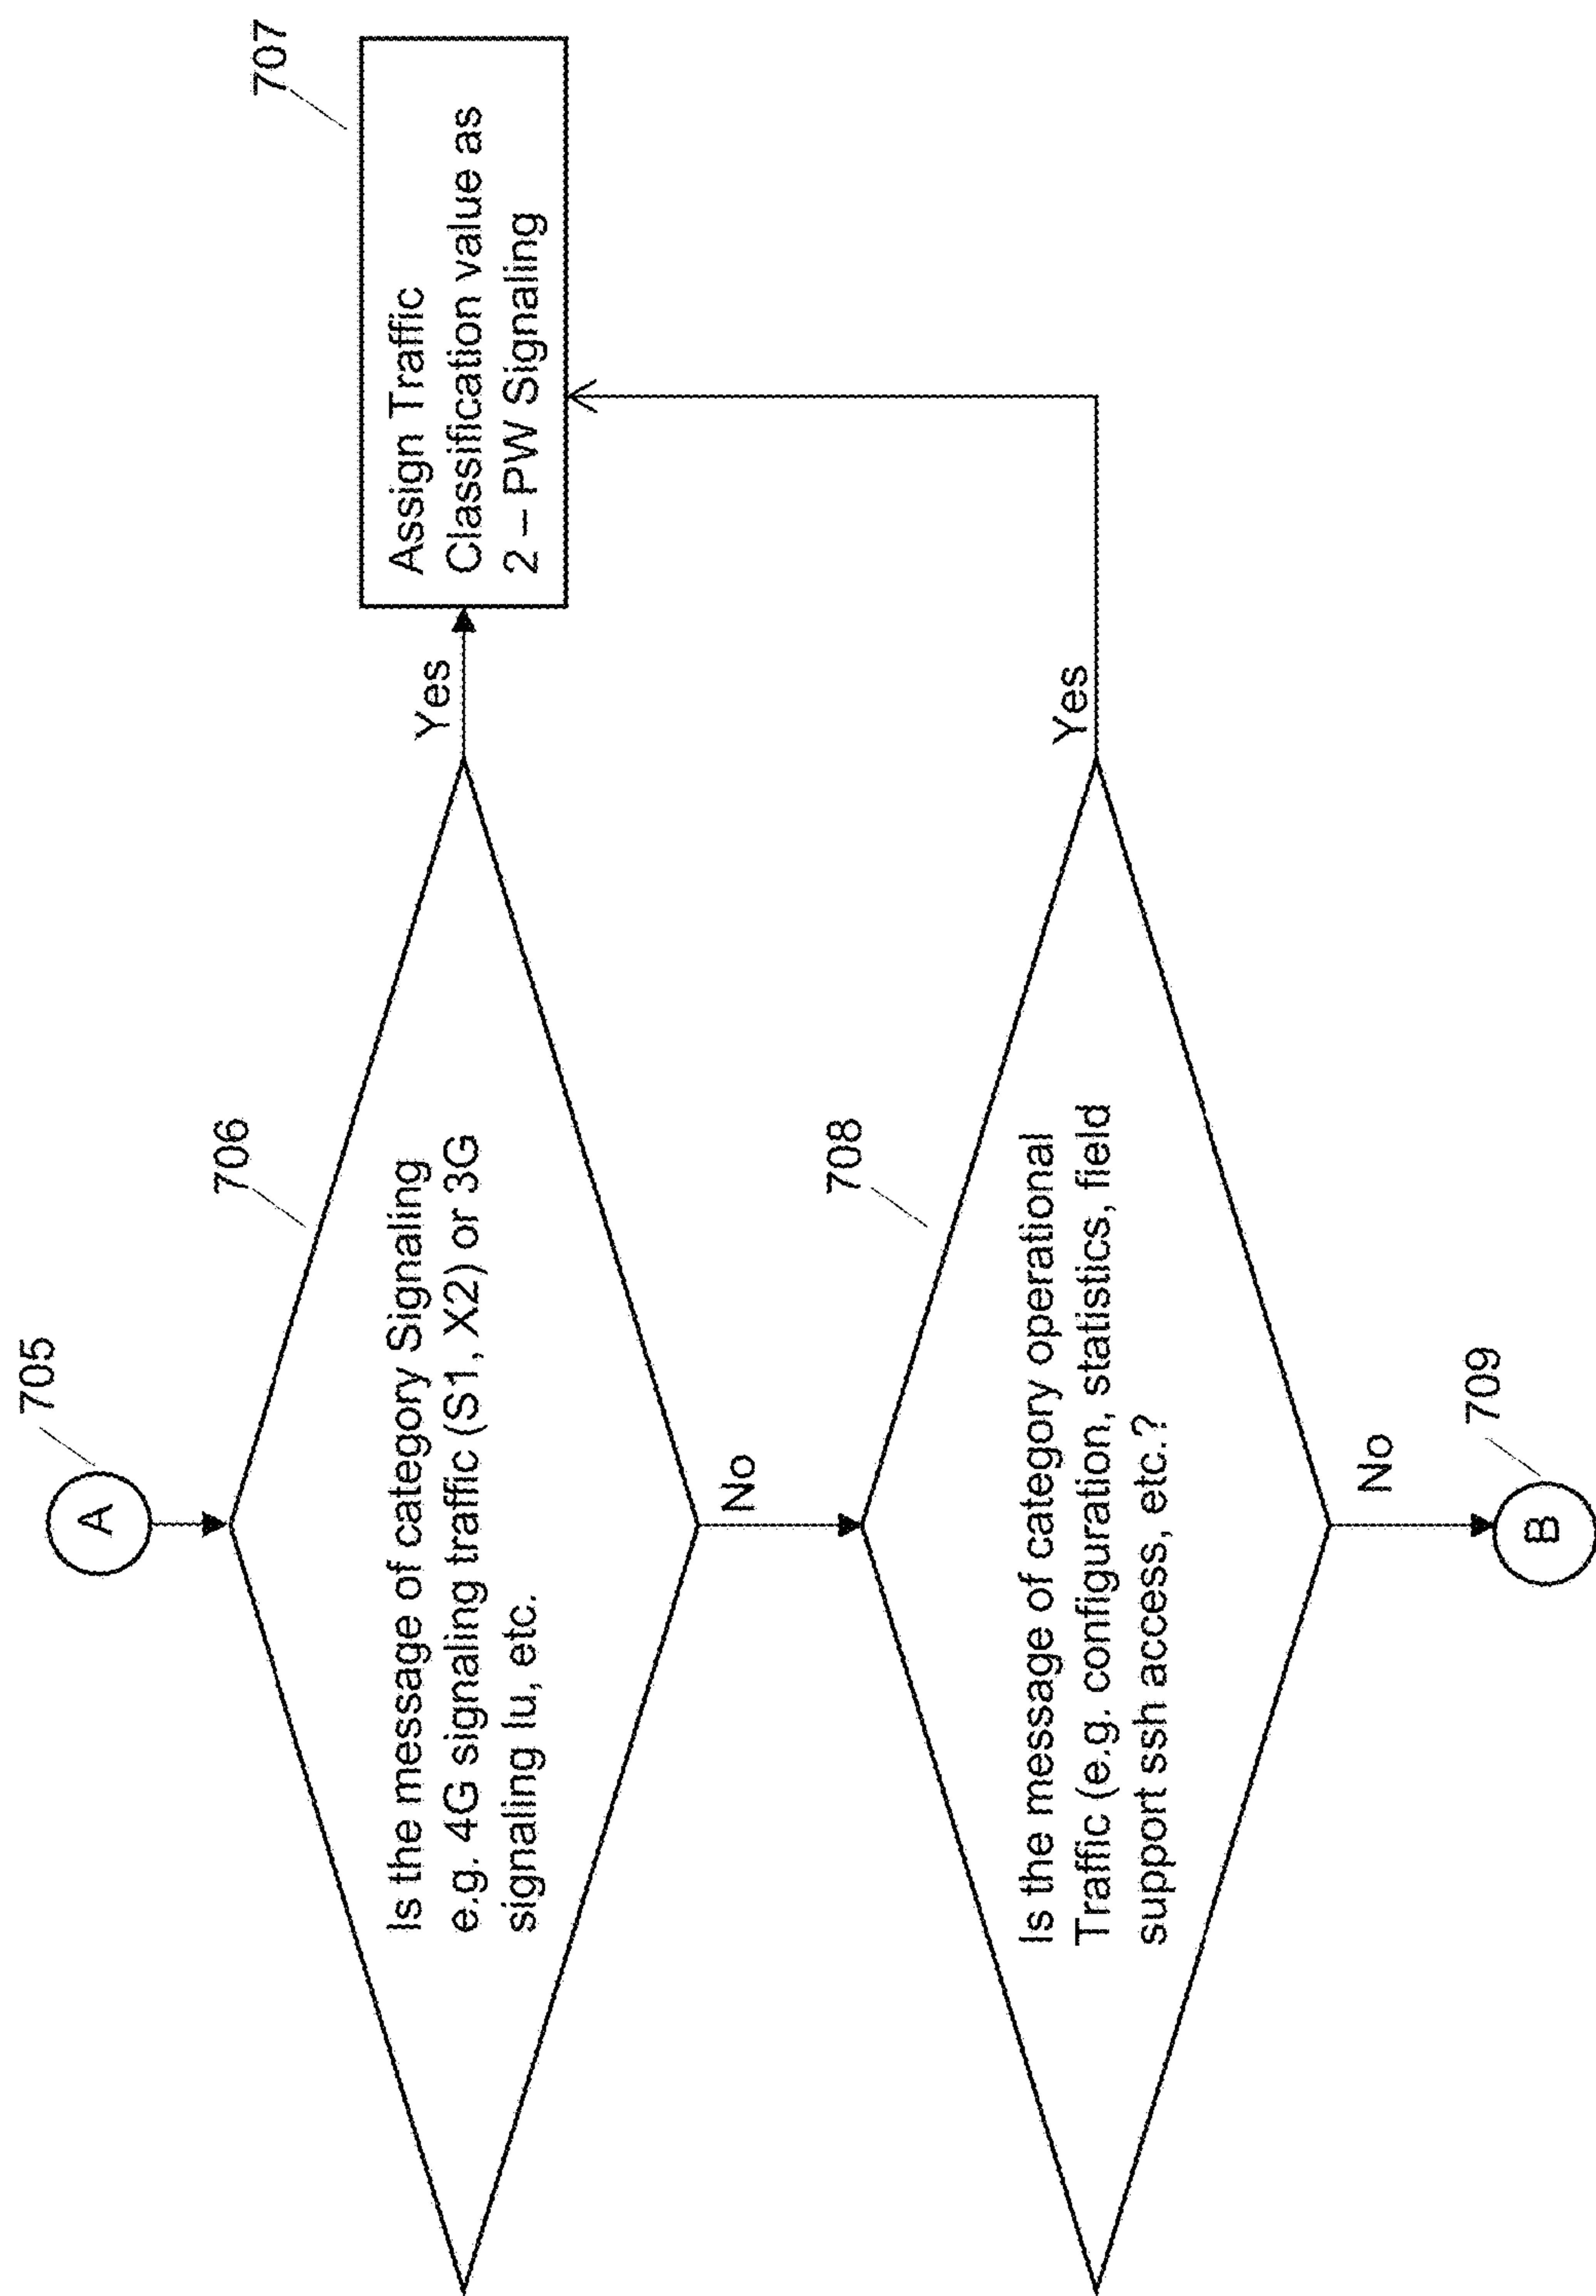 705
A
706
Is the message of category Signaling
e.g. 4G signaling traffic (S1, X2) or 3G
signaling Iu, etc.
Yes
707
Assign Traffic
Classification value as
2 – PW Signaling
No
708
Is the message of category operational
Traffic (e.g. configuration, statistics, field
support ssh access, etc.?
Yes
No
709
B